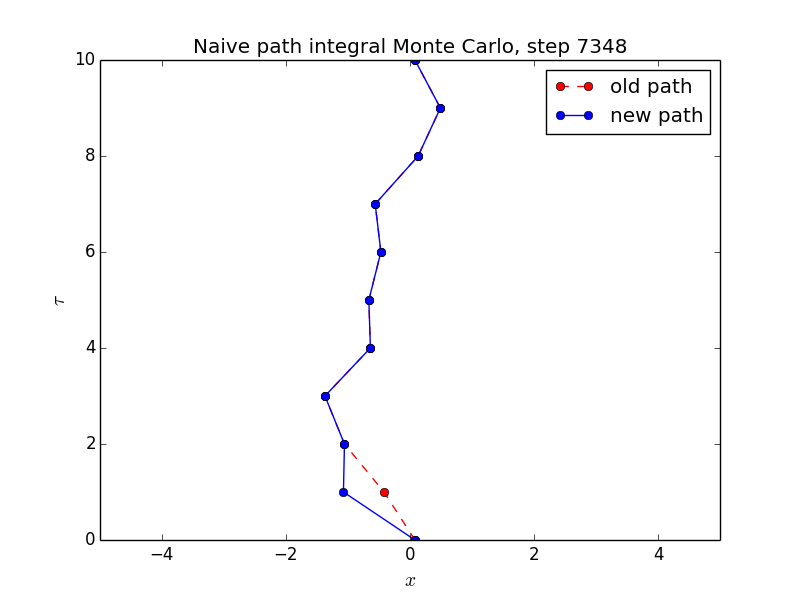 Naive path integral Monte Carlo, step 7348
old path
new path
10
8
6
4
2
0
τ
−4 −2 0 2 4
x